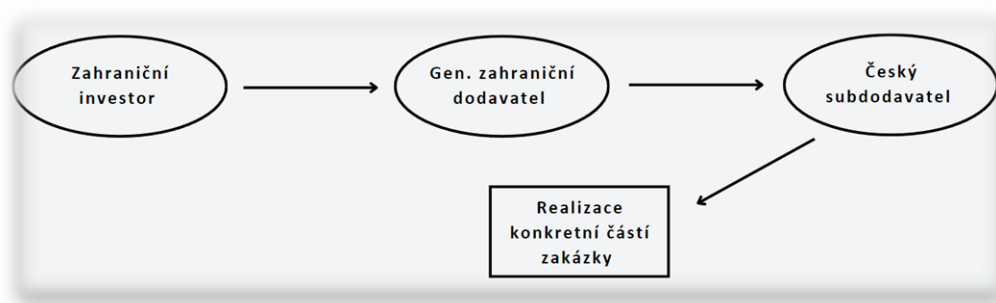 Zahraniční
investor
Gen. zahraniční
dodavatel
Český
subdodavatel
Realizace
konkretní částí
zakázky